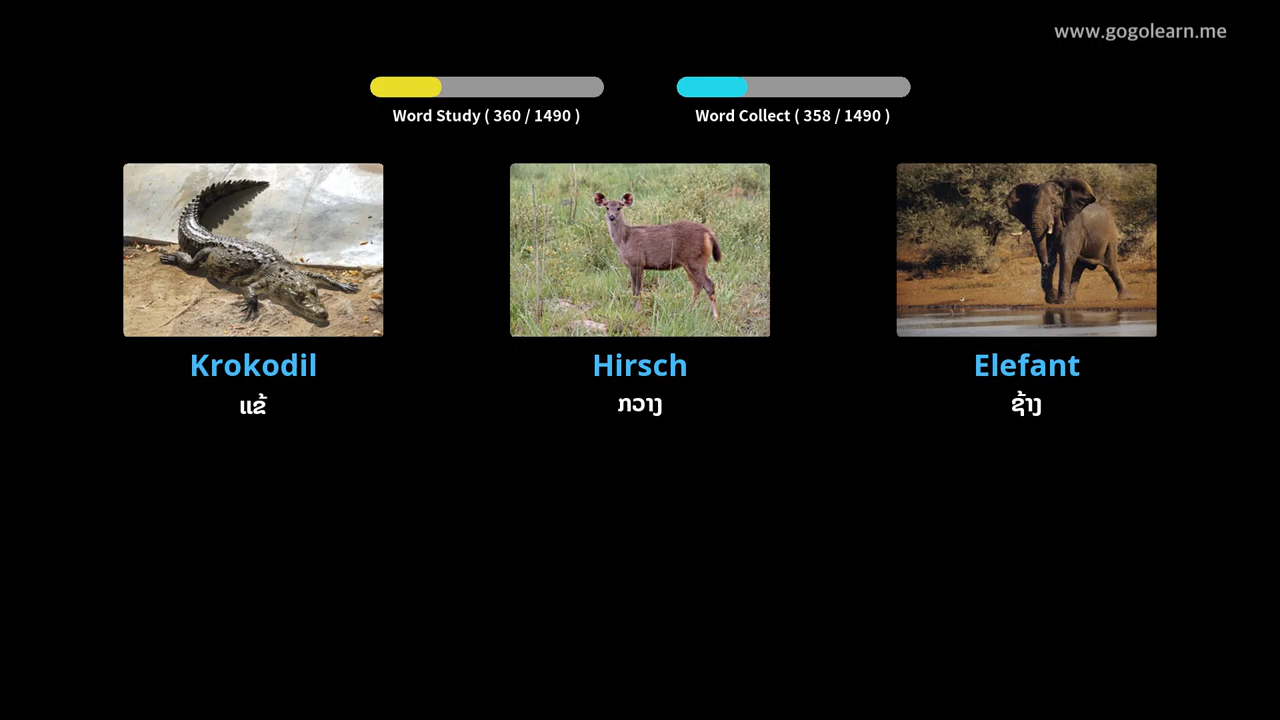 www.gogolearn.me
Word Study ( 360 / 1490 )
Word Collect ( 358 / 1490 )
Krokodil
Hirsch
Elefant
ແຂ້
ກວາງ
ຊ້າງ